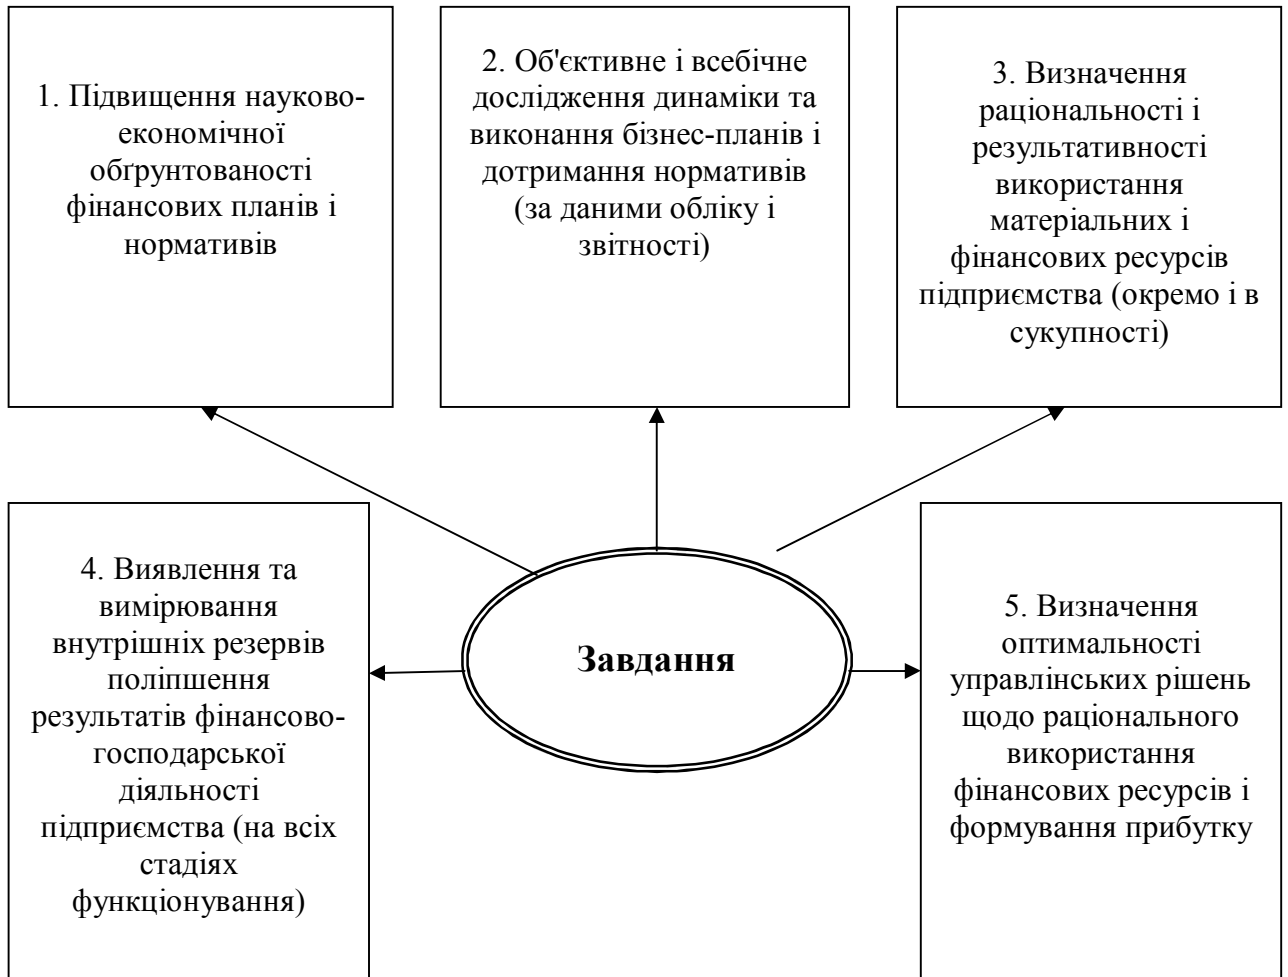 1. Підвищення науково-
економічної
обґрунтованості
фінансових планів і
нормативів
2. Об'єктивне і всебічне
дослідження динаміки та
виконання бізнес-планів і
дотримання нормативів
(за даними обліку і
звітності)
3. Визначення
раціональності і
результативності
використання
матеріальних і
фінансових ресурсів
підприємства (окремо і в
сукупності)
4. Виявлення та
вимірювання
внутрішніх резервів
поліпшення
результатів фінансово-
господарської
діяльності
підприємства (на всіх
стадіях
функціонування)
Завдання
5. Визначення
оптимальності
управлінських рішень
щодо раціонального
використання
фінансових ресурсів і
формування прибутку